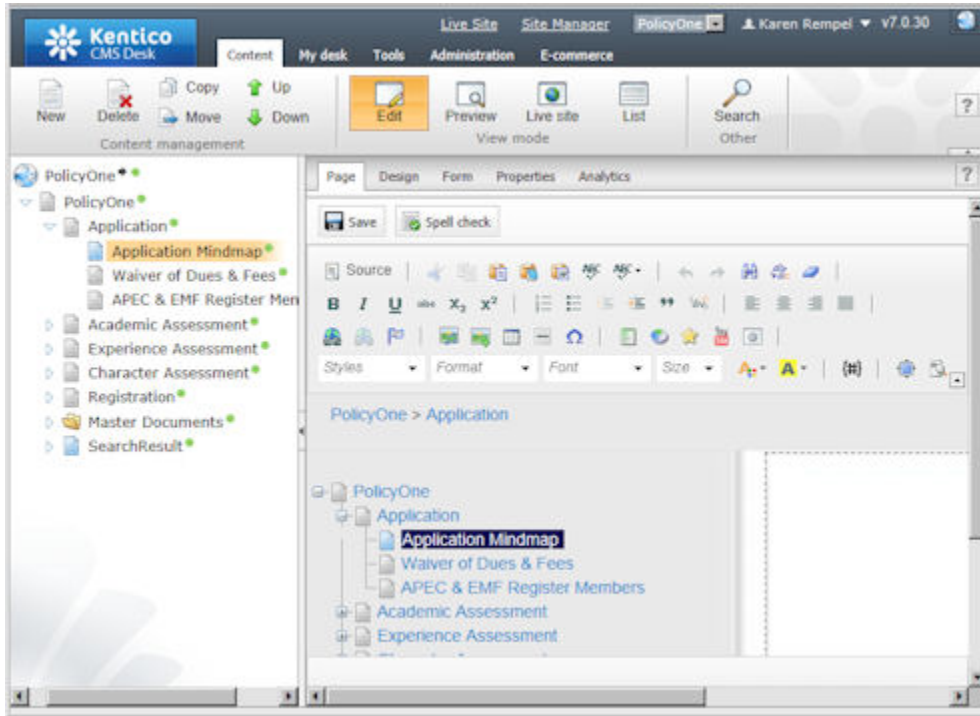 Kentico
CMS Desk
Live Site Site Manager PolicyOne Karen Rempel v7.0.30
Content My desk Tools Administration E-commerce
New Delete Copy Move Up Down
Content management
Edit Preview Live site List
View mode
Search
Other
?
PolicyOne
PolicyOne
Application
Application Mindmap
Waiver of Dues & Fees
APEC & EMF Register Men
Academic Assessment
Experience Assessment
Character Assessment
Registration
Master Documents
SearchResult
Page Design Form Properties Analytics ?
Save Spell check
Source
B I U abc X₂ x²
Styles Format Font Size A A {#}
PolicyOne > Application
PolicyOne
Application
Application Mindmap
Waiver of Dues & Fees
APEC & EMF Register Members
Academic Assessment
Experience Assessment